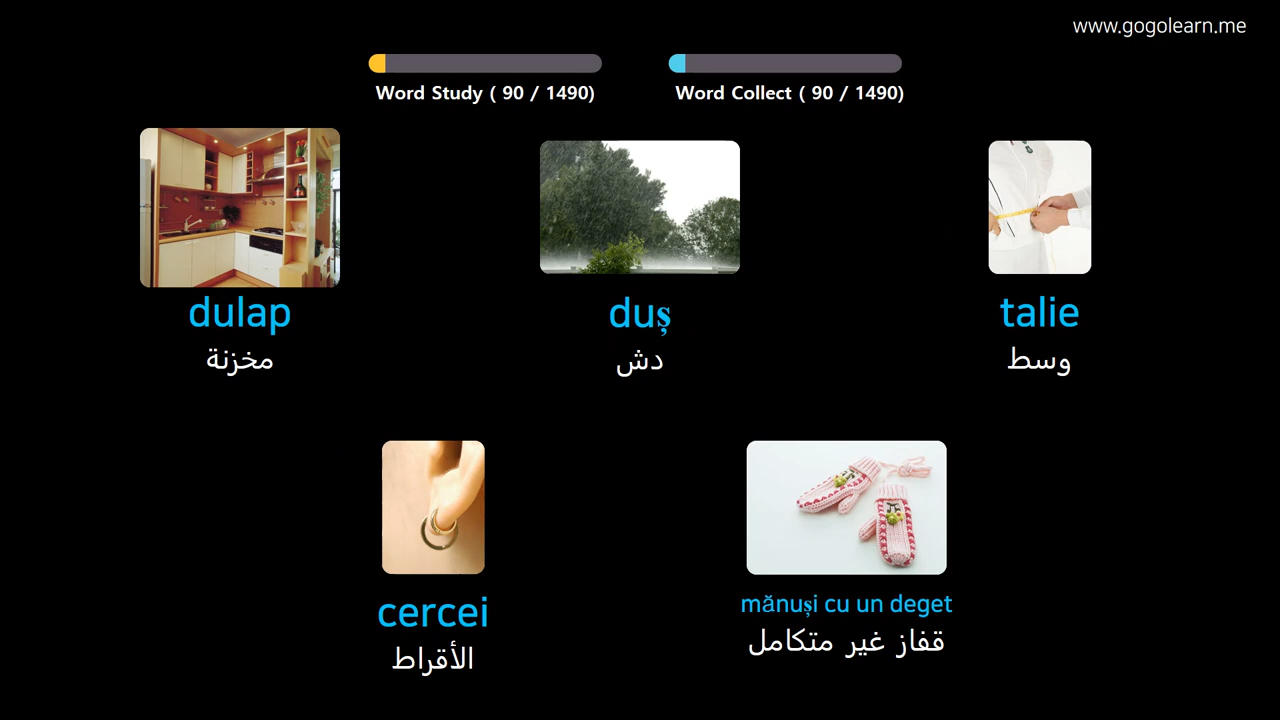 www.gogolearn.me
Word Study ( 90 / 1490)
Word Collect ( 90 / 1490)
dulap
مخزنة
duș
دش
talie
وسط
cercei
الأقراط
mănuși cu un deget
قفاز غير متكامل